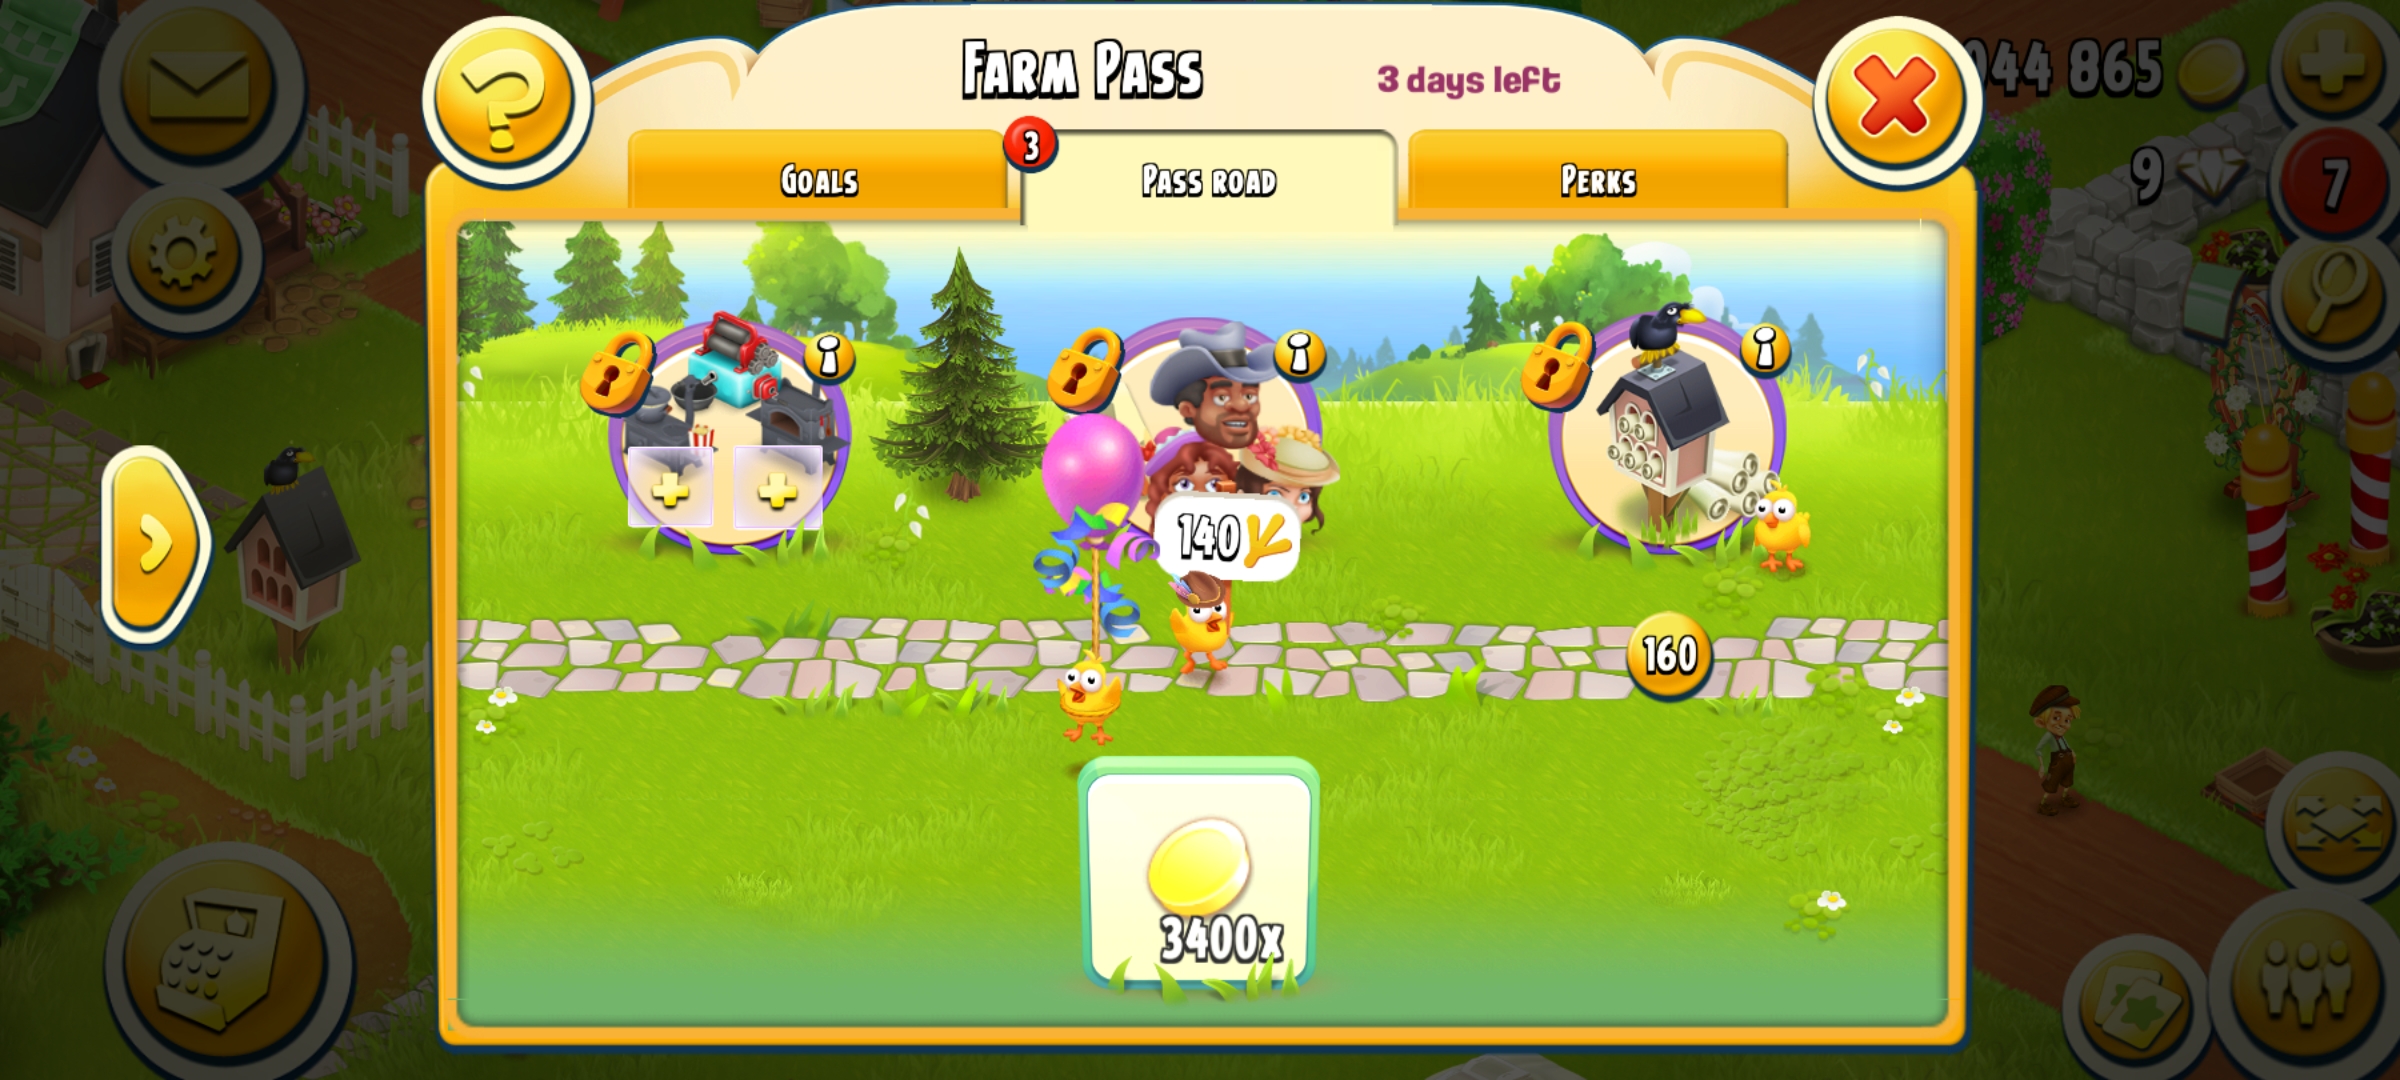 FARM PASS
3 days left
044 865
GOALS
3
PASS ROAD
PERKS
9
7
140
160
3400x